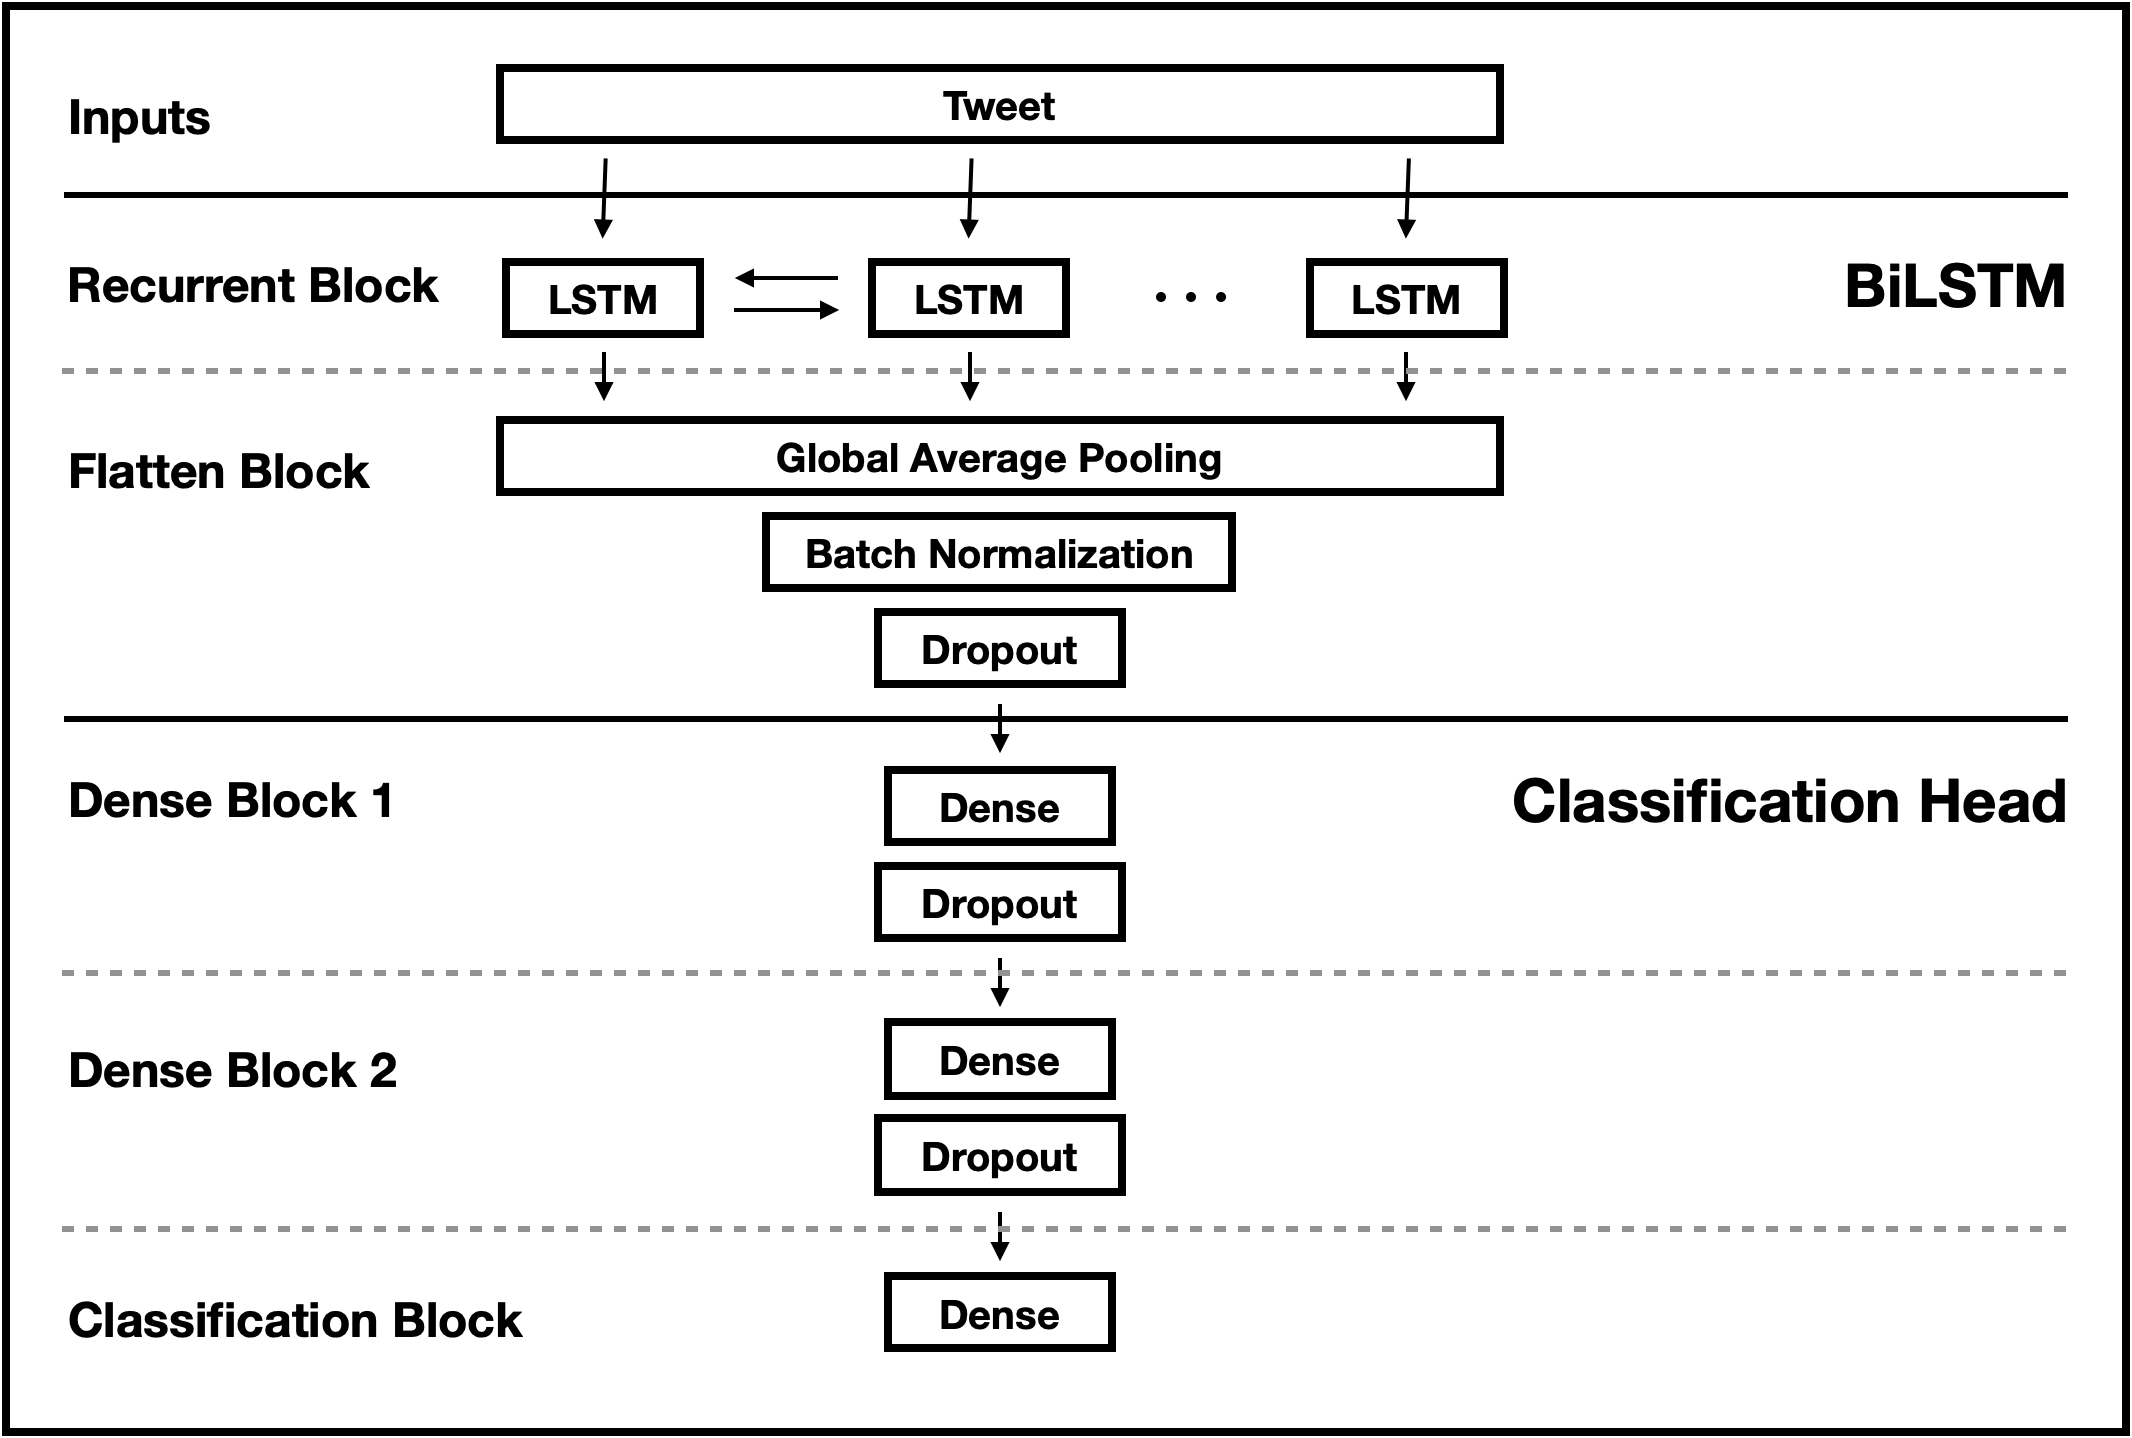 Inputs
Tweet
Recurrent Block
LSTM
LSTM
. . .
LSTM
BiLSTM
Flatten Block
Global Average Pooling
Batch Normalization
Dropout
Dense Block 1
Dense
Classification Head
Dropout
Dense Block 2
Dense
Dropout
Classification Block
Dense